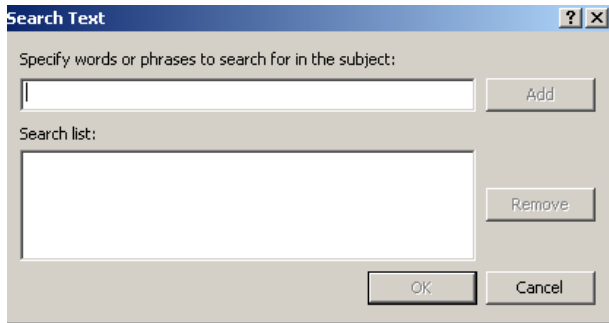 Search Text
Specify words or phrases to search for in the subject:
Add
Search list:
Remove
OK
Cancel